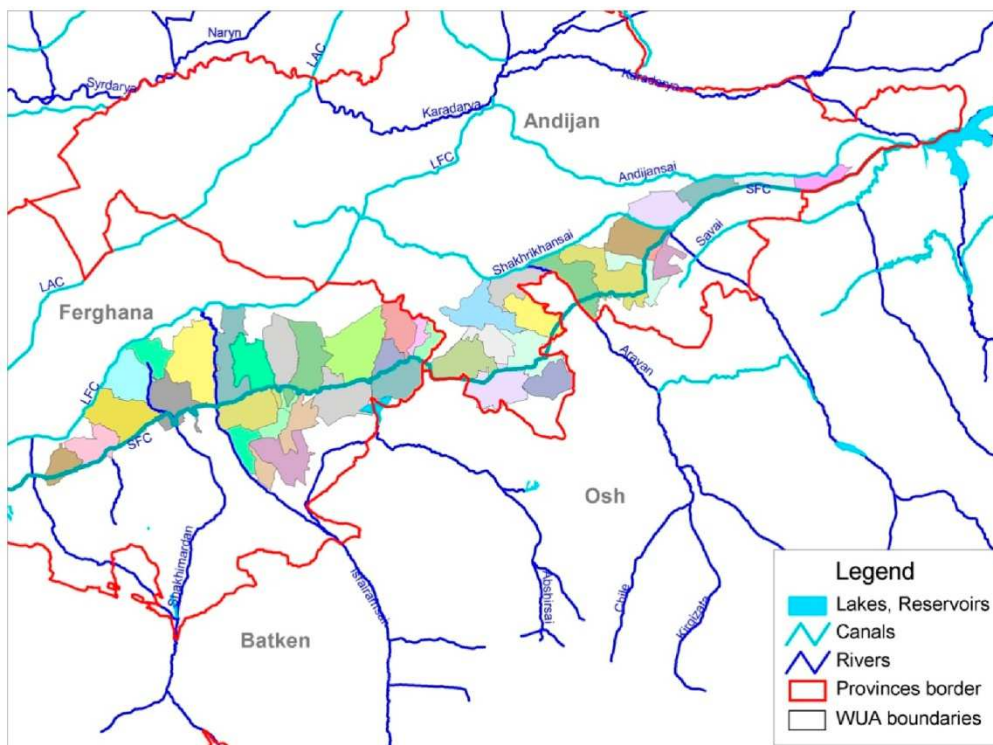 Naryn
LAC
Syrdarya
Karadarya
Karadarya
Andijan
LFC
Andijansai
SFC
Savai
Shakhrikhansai
LAC
Ferghana
Aravan
LFC
SFC
Osh
Shakhimardan
Isfairamsai
Abshirsai
Chile
Kirgizata
Batken
Legend
Lakes, Reservoirs
Canals
Rivers
Provinces border
WUA boundaries